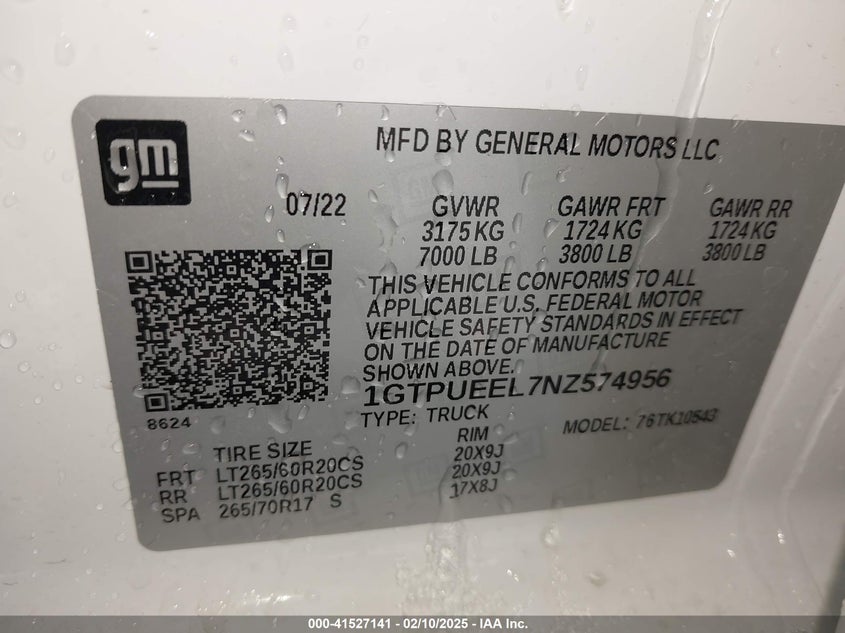 gm
MFD BY GENERAL MOTORS LLC
07/22 GVWR GAWR FRT GAWR RR
3175 KG 1724 KG 1724 KG
7000 LB 3800 LB 3800 LB
THIS VEHICLE CONFORMS TO ALL
APPLICABLE U.S. FEDERAL MOTOR
VEHICLE SAFETY STANDARDS IN EFFECT
ON THE DATE OF MANUFACTURE
SHOWN ABOVE.
1GTPUEEL7NZ574956
TYPE: TRUCK MODEL: 76TK10543
8624
TIRE SIZE RIM
FRT LT265/60R20CS 20X9J
RR LT265/60R20CS 20X9J
SPA 265/70R17 S 17X8J
000-41527141 - 02/10/2025 - IAA Inc.